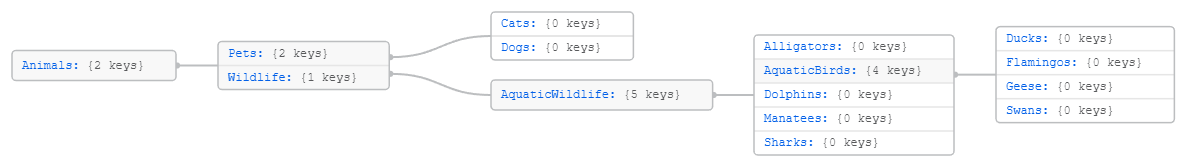 Animals: {2 keys}
Pets: {2 keys}
Wildlife: {1 keys}
Cats: {0 keys}
Dogs: {0 keys}
AquaticWildlife: {5 keys}
Alligators: {0 keys}
AquaticBirds: {4 keys}
Dolphins: {0 keys}
Manatees: {0 keys}
Sharks: {0 keys}
Ducks: {0 keys}
Flamingos: {0 keys}
Geese: {0 keys}
Swans: {0 keys}